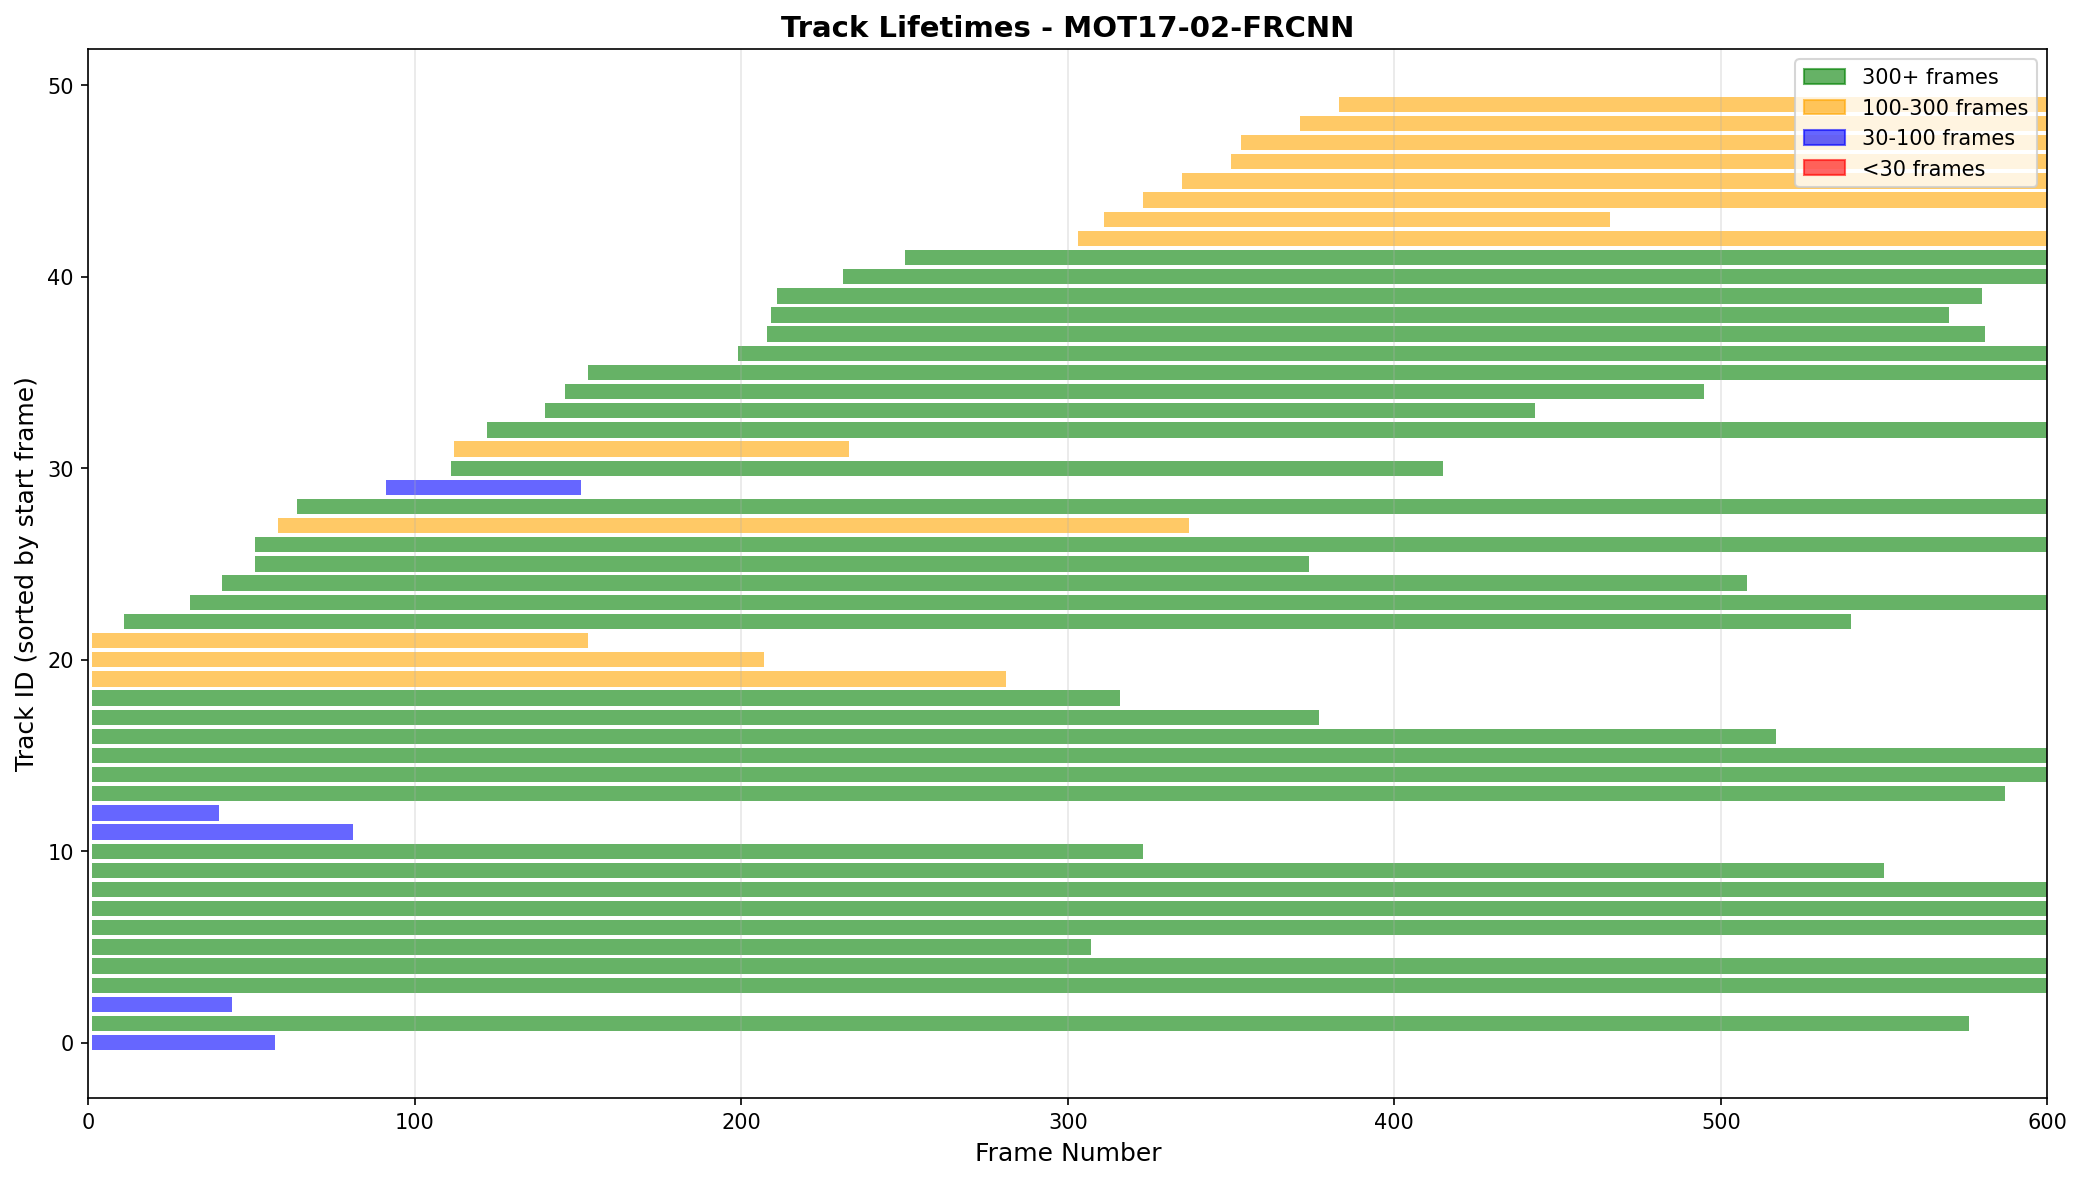 Track Lifetimes - MOT17-02-FRCNN
300+ frames
100-300 frames
30-100 frames
<30 frames
Track ID (sorted by start frame)
50
40
30
20
10
0
0 100 200 300 400 500 600
Frame Number